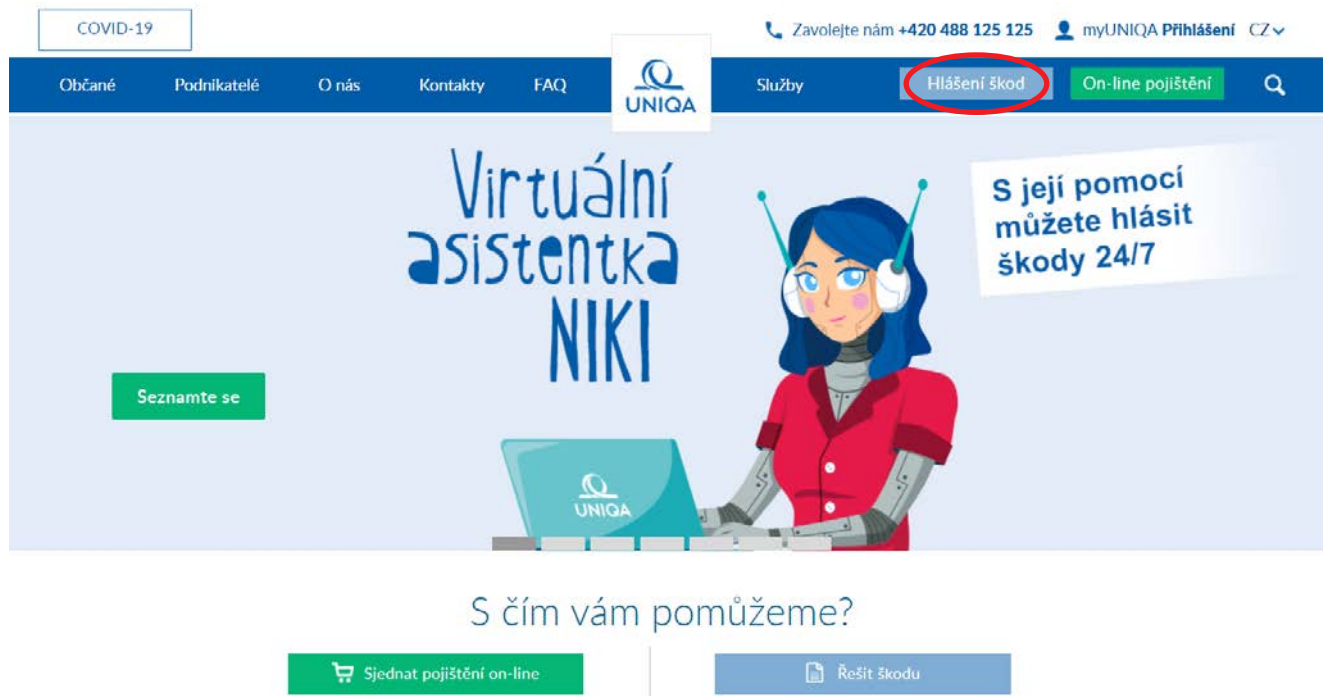 COVID-19
Zavolejte nám +420 488 125 125 myUNIQA Přihlášení CZ
Občané Podnikatelé O nás Kontakty FAQ UNIQA Služby Hlášení škod On-line pojištění
Virtuální
asistentka
NIKI
S její pomocí
můžete hlásit
škody 24/7
Seznamte se
UNIQA
S čím vám pomůžeme?
Sjednat pojištění on-line Řešit škodu